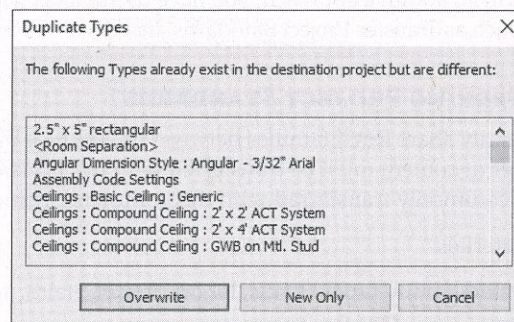 Duplicate Types
The following Types already exist in the destination project but are different:
2.5" x 5" rectangular
<Room Separation>
Angular Dimension Style : Angular - 3/32" Arial
Assembly Code Settings
Ceilings : Basic Ceiling : Generic
Ceilings : Compound Ceiling : 2' x 2' ACT System
Ceilings : Compound Ceiling : 2' x 4' ACT System
Ceilings : Compound Ceiling : GWB on Mtl. Stud
Overwrite
New Only
Cancel